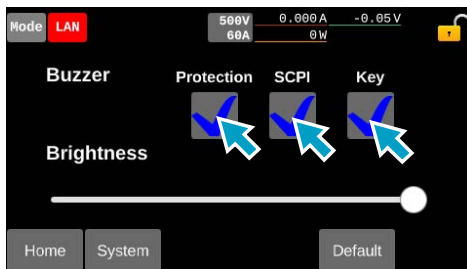 Mode LAN 500V 0.000A -0.05V
60A 0W
Buzzer Protection SCPI Key
Brightness
Home System Default